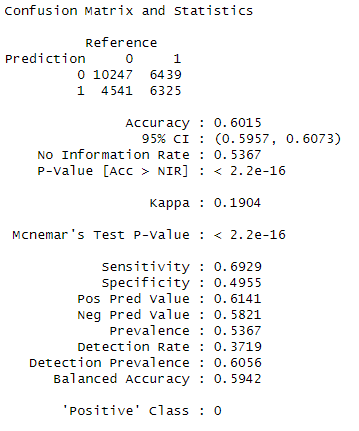 Confusion Matrix and Statistics
Reference
Prediction 0 1
0 10247 6439
1 4541 6325
Accuracy : 0.6015
95% CI : (0.5957, 0.6073)
No Information Rate : 0.5367
P-Value [Acc > NIR] : < 2.2e-16
Kappa : 0.1904
Mcnemar's Test P-Value : < 2.2e-16
Sensitivity : 0.6929
Specificity : 0.4955
Pos Pred Value : 0.6141
Neg Pred Value : 0.5821
Prevalence : 0.5367
Detection Rate : 0.3719
Detection Prevalence : 0.6056
Balanced Accuracy : 0.5942
'Positive' Class : 0